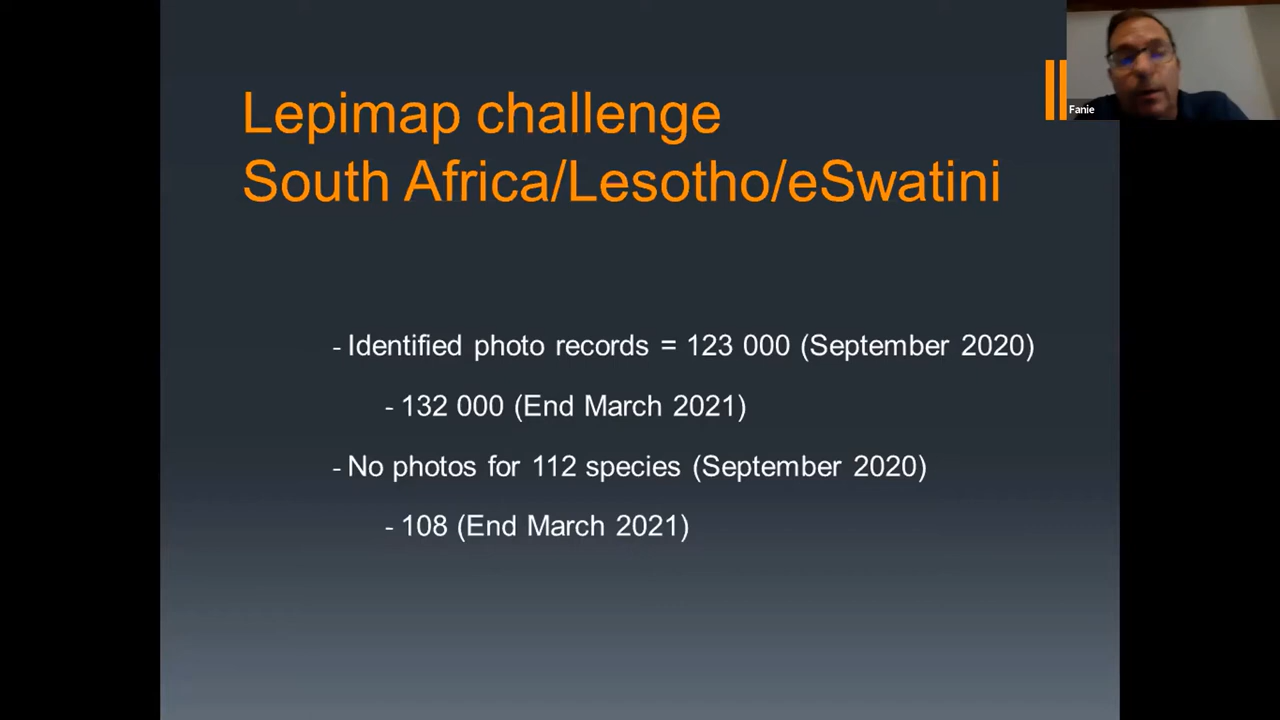 Lepimap challenge
South Africa/Lesotho/eSwatini
Fanie
- Identified photo records = 123 000 (September 2020)
- 132 000 (End March 2021)
- No photos for 112 species (September 2020)
- 108 (End March 2021)